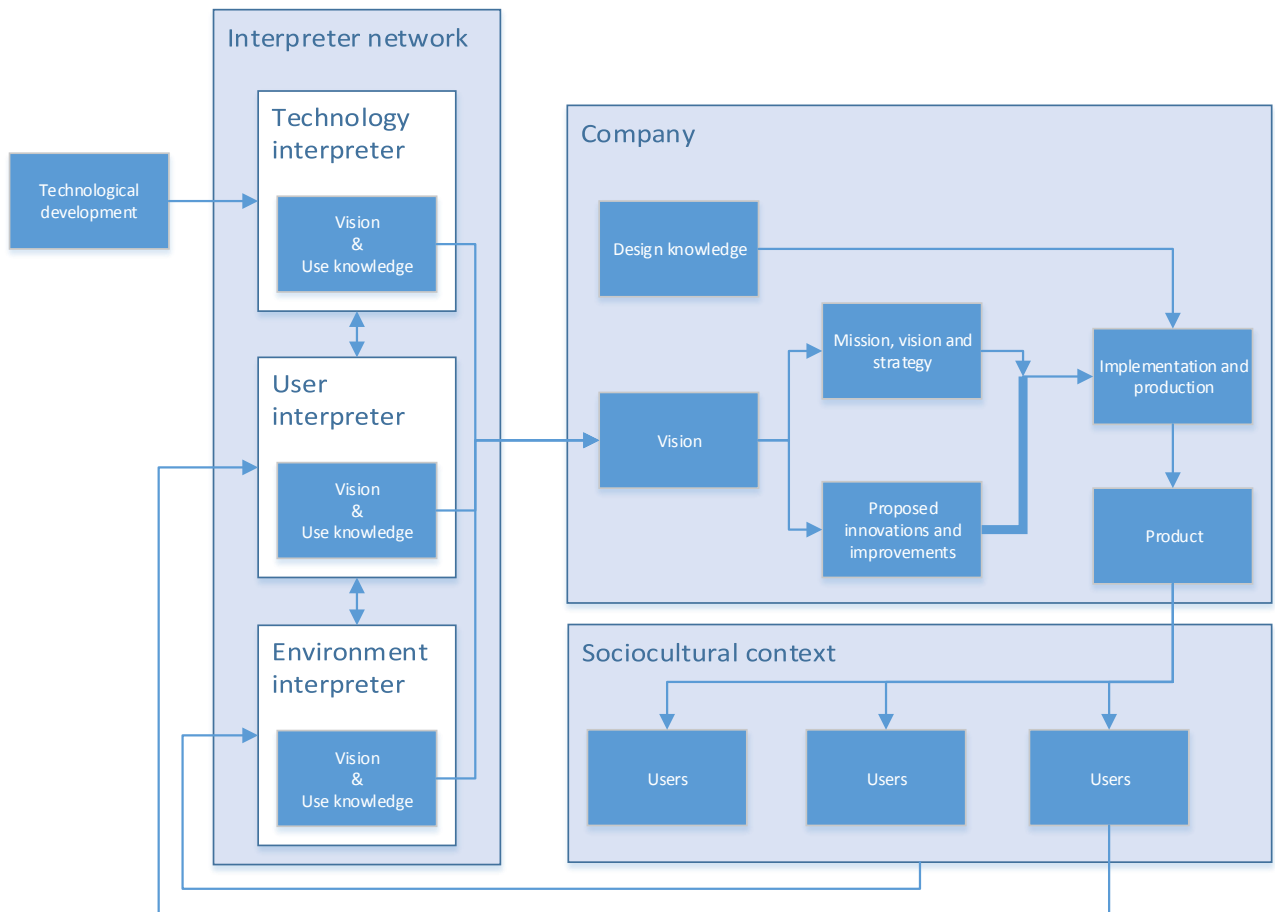 Interpreter network
Technology
interpreter
Technological
development
Vision
&
Use knowledge
User
interpreter
Vision
&
Use knowledge
Environment
interpreter
Vision
&
Use knowledge
Company
Design knowledge
Mission, vision and
strategy
Implementation and
production
Vision
Proposed
innovations and
improvements
Product
Sociocultural context
Users
Users
Users